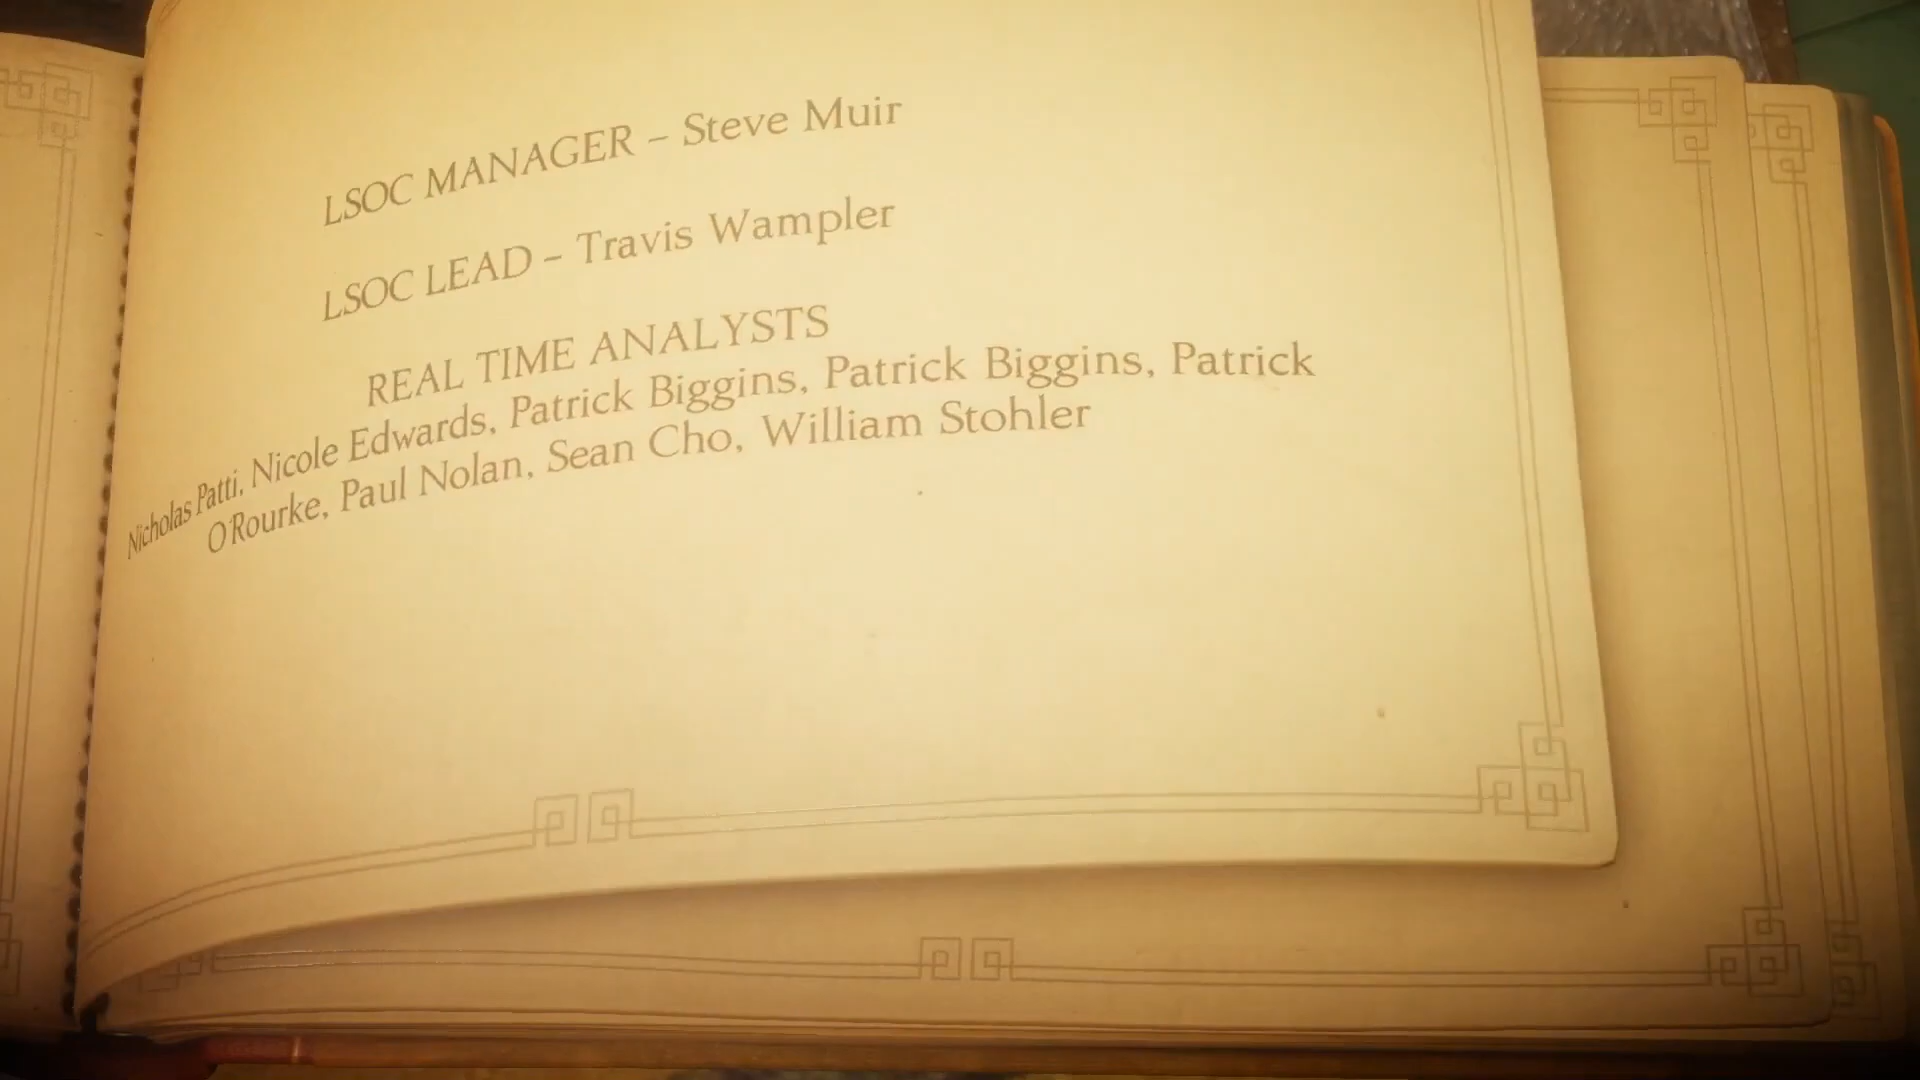 LSOC MANAGER – Steve Muir
LSOC LEAD – Travis Wampler
REAL TIME ANALYSTS
Nicholas Patti, Nicole Edwards, Patrick Biggins, Patrick Biggins, Patrick
O'Rourke, Paul Nolan, Sean Cho, William Stohler